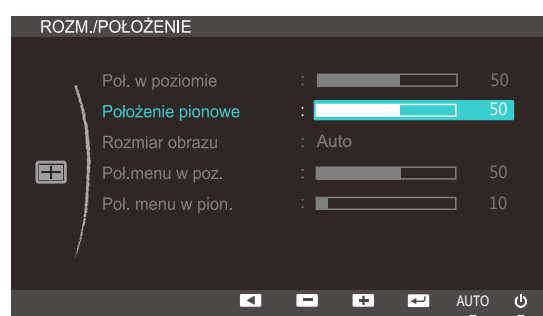 ROZM./POŁOŻENIE
Poł. w poziomie : 50
Położenie pionowe : 50
Rozmiar obrazu : Auto
Poł.menu w poz. : 50
Poł. menu w pion. : 10
AUTO